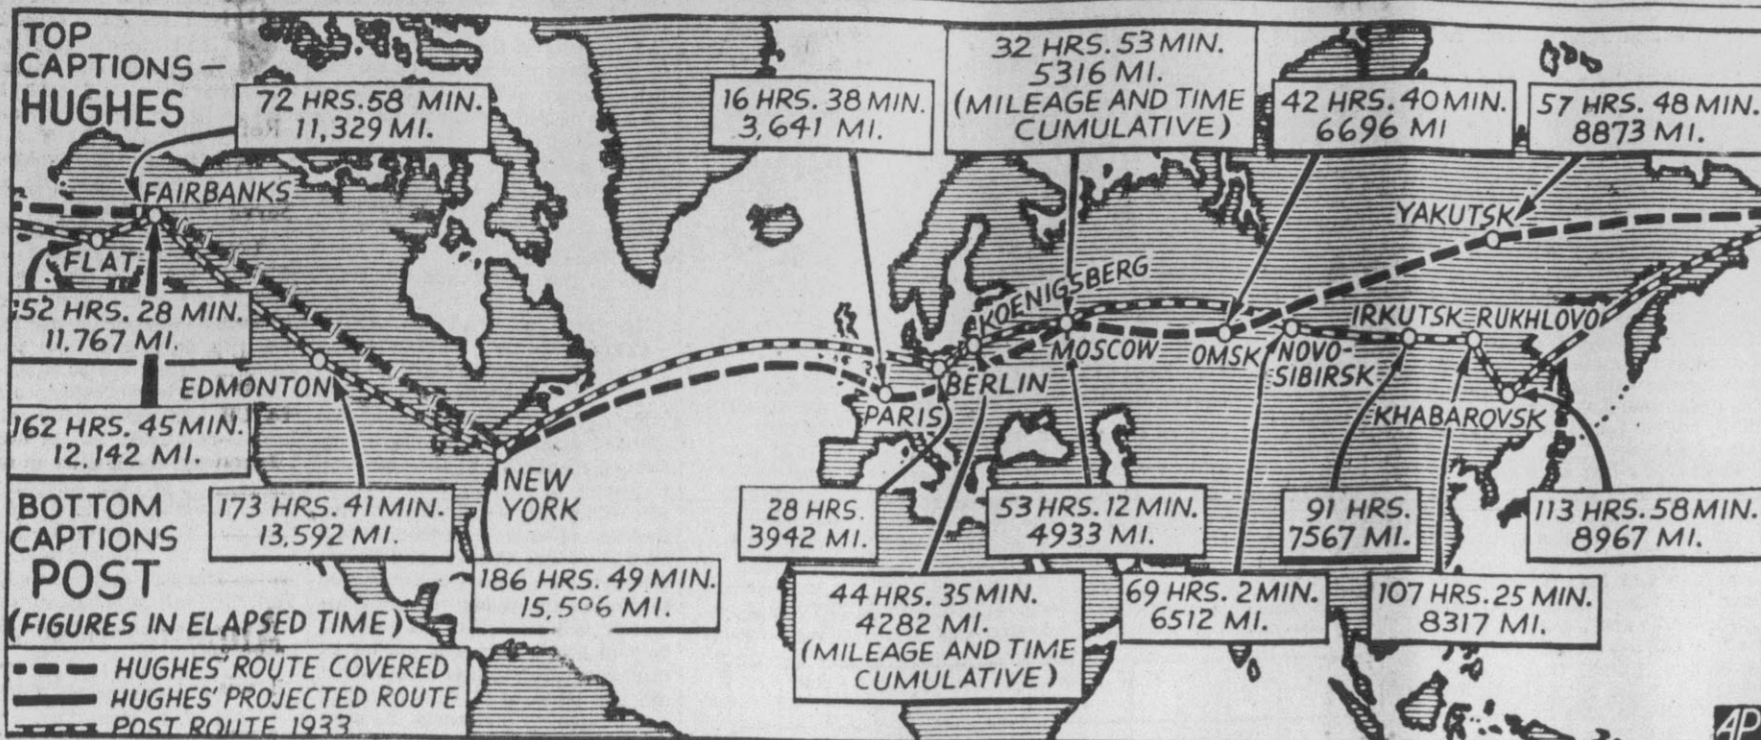 TOP
CAPTIONS—
HUGHES
72 HRS. 58 MIN.
11,329 MI.
16 HRS. 38 MIN.
3,641 MI.
32 HRS. 53 MIN.
5316 MI.
(MILEAGE AND TIME
CUMULATIVE)
42 HRS. 40 MIN.
6696 MI
57 HRS. 48 MIN.
8873 MI.
FAIRBANKS
FLAT
YAKUTSK
KOENIGSBERG
MOSCOW
OMSK
NOVO-
SIBIRSK
IRKUTSK
RUKHLOVO
KHABAROVSK
BERLIN
PARIS
EDMONTON
NEW
YORK
152 HRS. 28 MIN.
11,767 MI.
162 HRS. 45 MIN.
12,142 MI.
BOTTOM
CAPTIONS
POST
(FIGURES IN ELAPSED TIME)
173 HRS. 41 MIN.
13,592 MI.
186 HRS. 49 MIN.
15,506 MI.
28 HRS.
3942 MI.
44 HRS. 35 MIN.
4282 MI.
(MILEAGE AND TIME
CUMULATIVE)
53 HRS. 12 MIN.
4933 MI.
69 HRS. 2 MIN.
6512 MI.
91 HRS.
7567 MI.
107 HRS. 25 MIN.
8317 MI.
113 HRS. 58 MIN.
8967 MI.
HUGHES' ROUTE COVERED
HUGHES' PROJECTED ROUTE
POST ROUTE 1933
AP